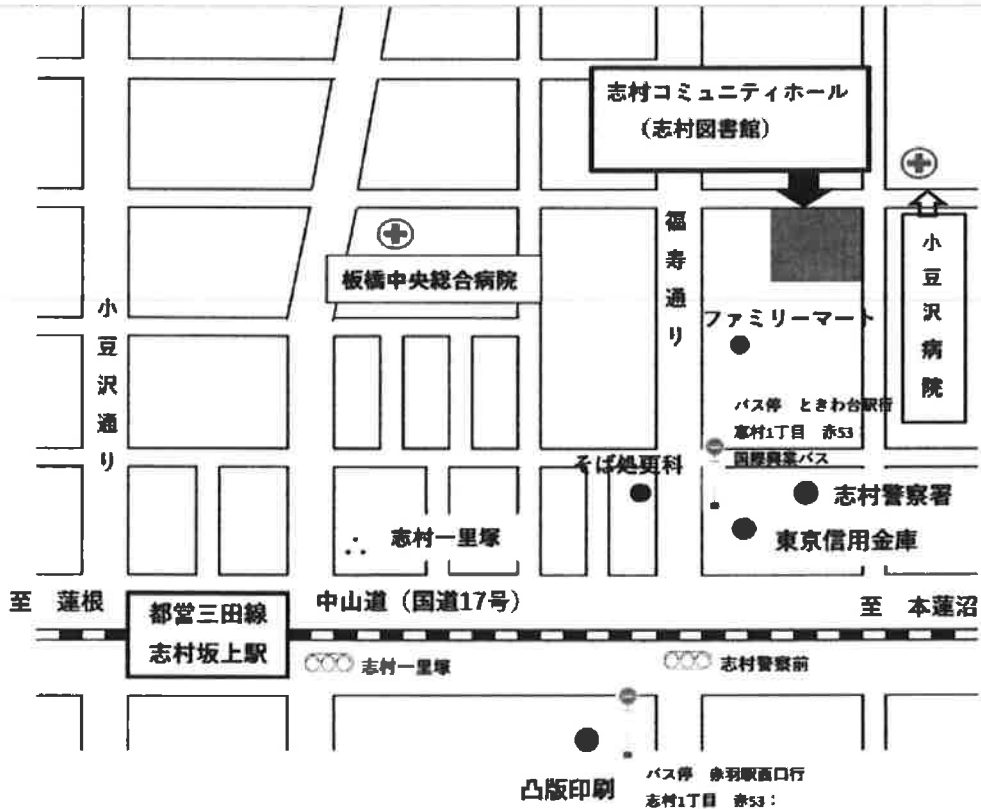 志村コミュニティホール
（志村図書館）
板橋中央総合病院
福寿通り
小豆沢病院
小豆沢通り
ファミリーマート
バス停　ときわ台駅行
志村1丁目　赤53
国際興業バス
そば処更科
志村警察署
志村一里塚
東京信用金庫
至　蓮根
都営三田線
志村坂上駅
中山道（国道17号）
至　本蓮沼
志村一里塚
志村警察前
凸版印刷
バス停　赤羽駅西口行
志村1丁目　赤53：